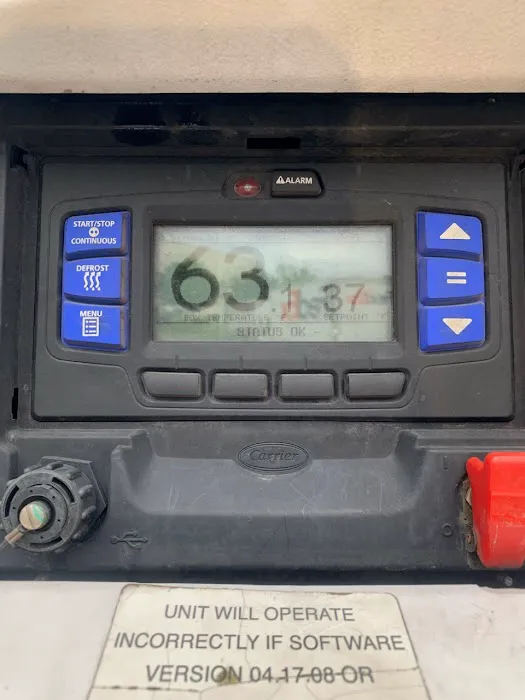 ALARM
START/STOP
CONTINUOUS
DEFROST
MENU
=
63.1 37
BOX TEMPERATURE °F SETPOINT
STATUS OK -
Carrier
UNIT WILL OPERATE
INCORRECTLY IF SOFTWARE
VERSION 04.17.08 OR